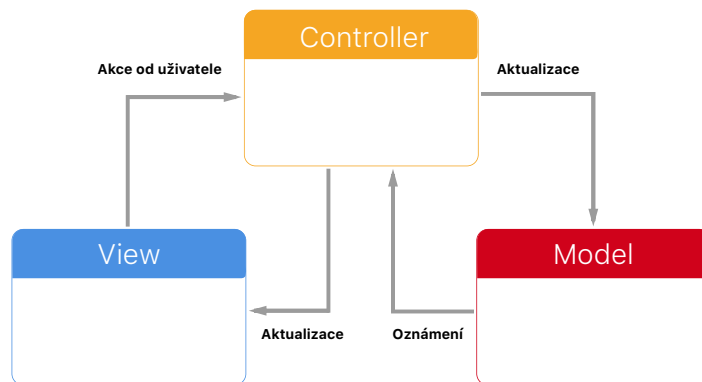 Controller
Akce od uživatele
Aktualizace
View
Model
Aktualizace
Oznámení